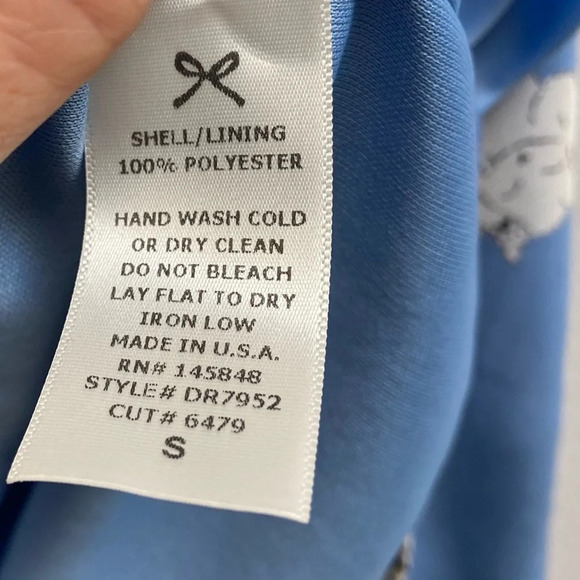 SHELL/LINING
100% POLYESTER
HAND WASH COLD
OR DRY CLEAN
DO NOT BLEACH
LAY FLAT TO DRY
IRON LOW
MADE IN U.S.A.
RN# 145848
STYLE# DR7952
CUT# 6479
S